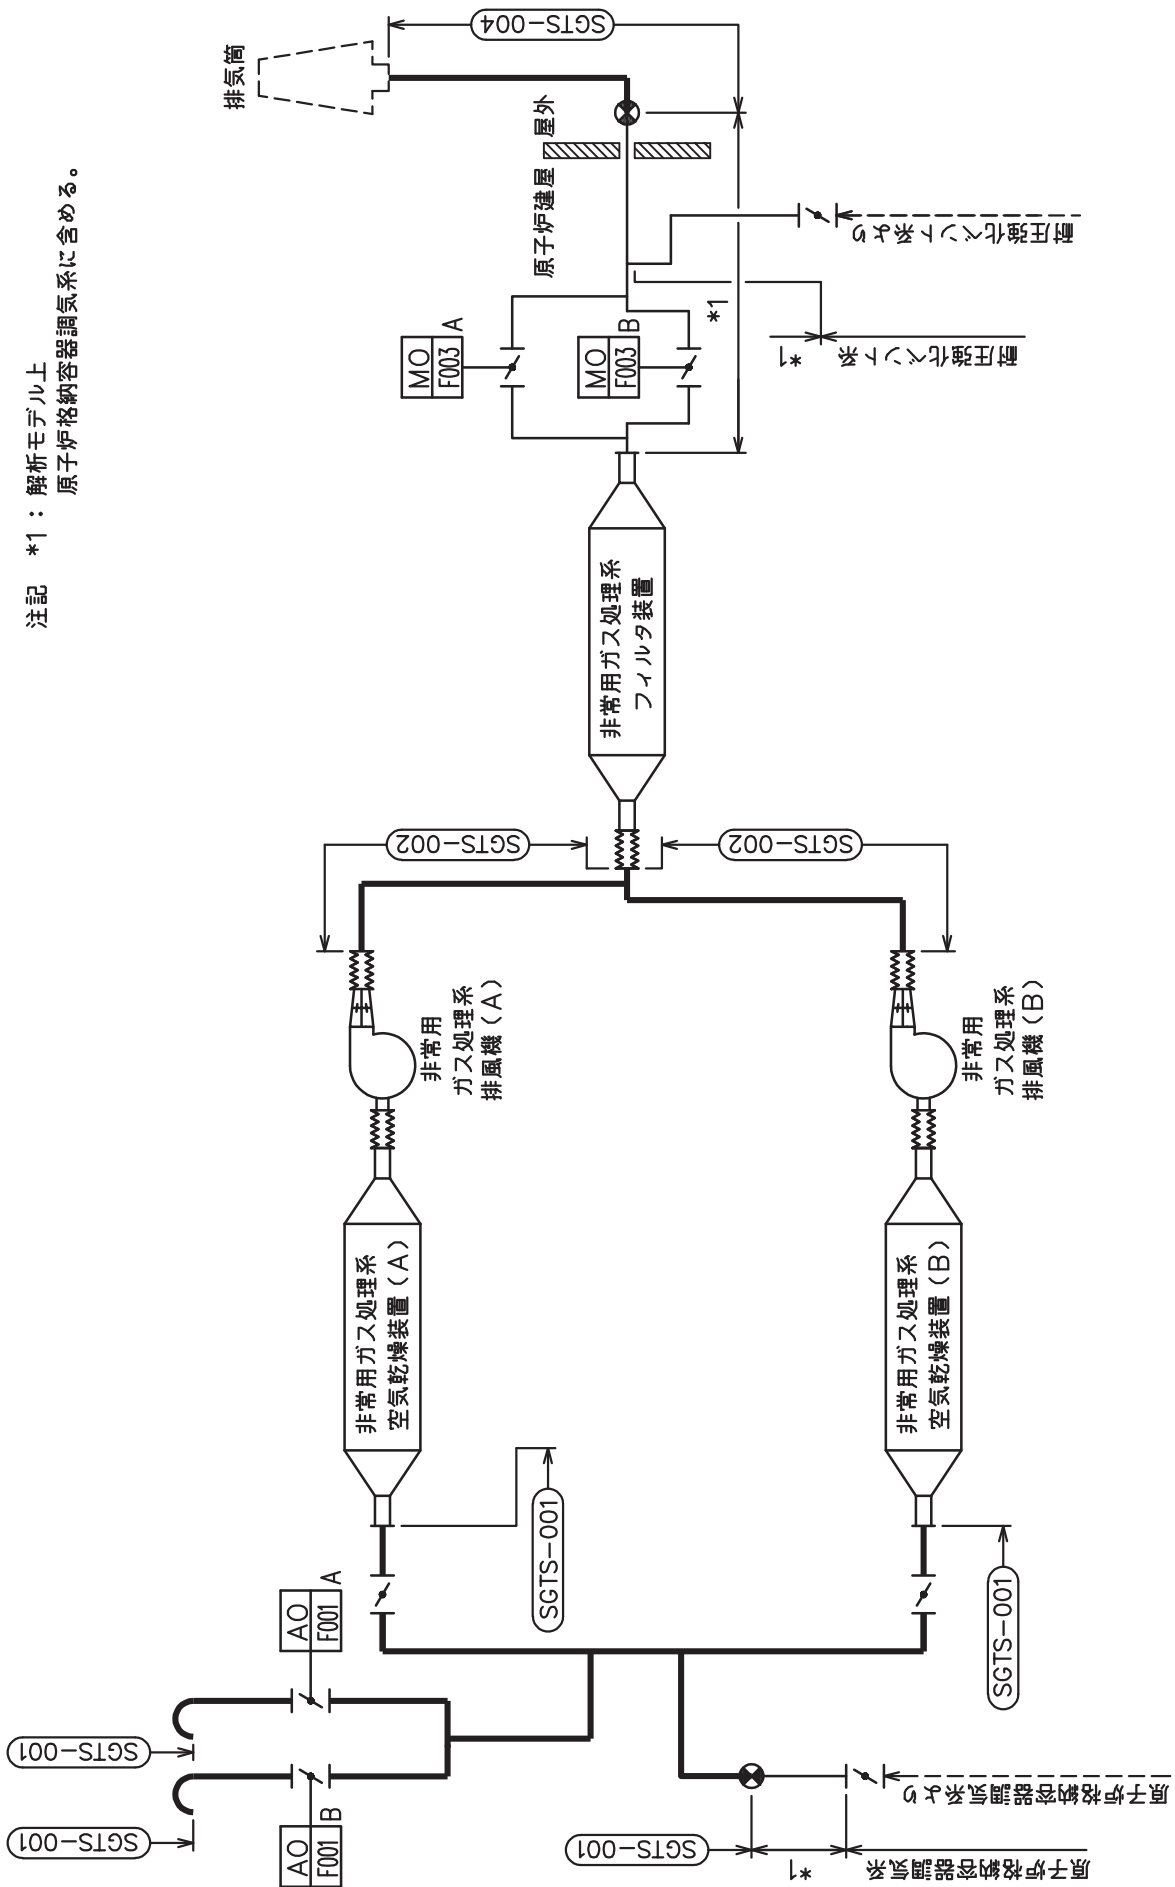 注記　*1：解析モデル上
原子炉格納容器調気系に含める。
SGTS-001
SGTS-001
AO
F001
A
AO
F001
B
SGTS-001
SGTS-001
非常用ガス処理系
空気乾燥装置（A）
非常用ガス処理系
空気乾燥装置（B）
SGTS-001
*1
原子炉格納容器調気系
原子炉格納容器調気系より
非常用
ガス処理系
排風機（A）
非常用
ガス処理系
排風機（B）
SGTS-002
SGTS-002
非常用ガス処理系
フィルタ装置
MO
F003
A
MO
F003
B
*1
*1
耐圧強化ベント系
耐圧強化ベント系より
原子炉建屋
屋外
排気筒
SGTS-004